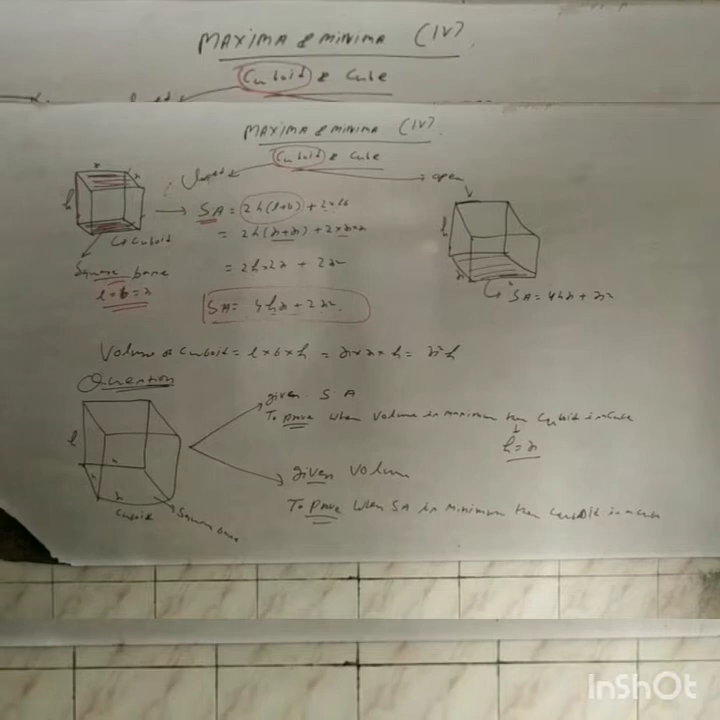 MAXIMA & MINIMA (IV).
Cuboid & Cube
MAXIMA & MINIMA (IV).
Cuboid & Cube
Closed
open
x
x
h
Cuboid
Square base
l = b = x
SA = 2h(l+b) + 2×lb
= 2h(x+x) + 2×x×x
= 2h×2x + 2x²
SA = 4hx + 2x².
h
x
x
SA = 4hx + x²
Volume of Cuboid = l × b × h = x × x × h = x²h
Question
given. S A
To prove when Volume is maximum then Cuboid is Cube
h = x
given Volume
To prove when SA is minimum then Cuboid is a cube
x
x
Cuboid
Square base
InShOt